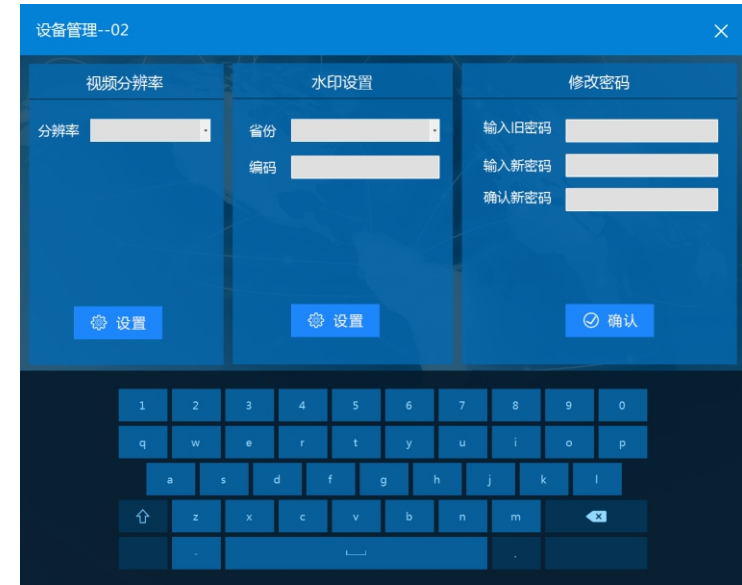 设备管理--02
视频分辨率
水印设置
修改密码
分辨率
省份
输入旧密码
编码
输入新密码
确认新密码
设置
设置
确认
1 2 3 4 5 6 7 8 9 0
q w e r t y u i o p
a s d f g h j k l
z x c v b n m
- .